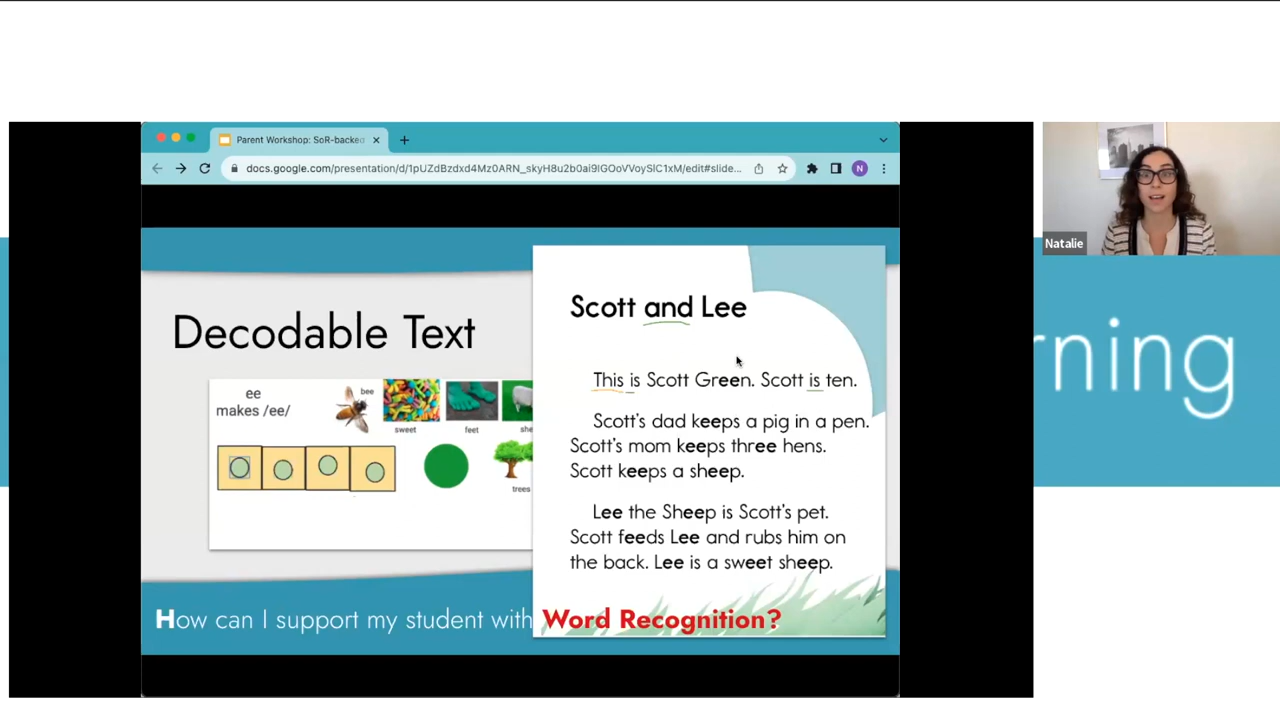 Parent Workshop: SoR-backed
docs.google.com/presentation/d/1pUZdBzdxd4Mz0ARN_skyH8u2b0ai9IGOoVVoySlC1xM/edit#slide...
N
Natalie
rning
Decodable Text
ee
makes /ee/
bee
sweet
feet
she
trees
Scott and Lee
This is Scott Green. Scott is ten.
Scott's dad keeps a pig in a pen.
Scott's mom keeps three hens.
Scott keeps a sheep.
Lee the Sheep is Scott's pet.
Scott feeds Lee and rubs him on
the back. Lee is a sweet sheep.
How can I support my student with Word Recognition?